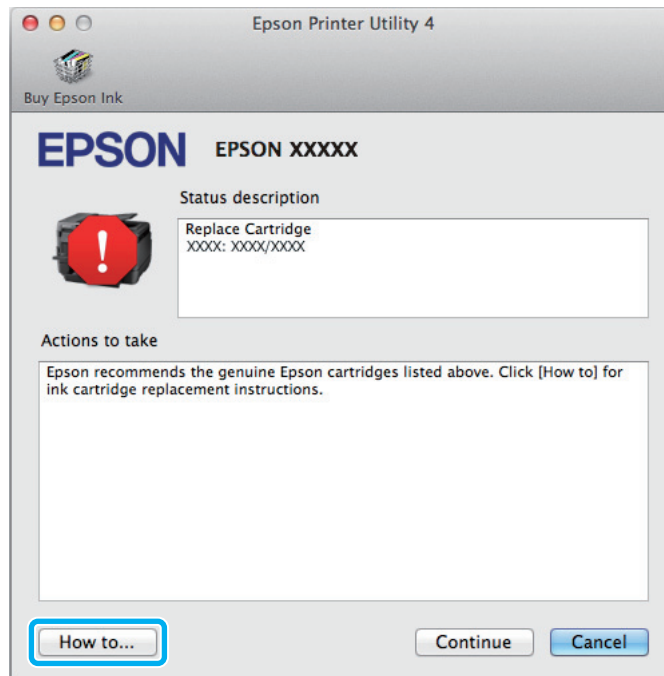 Epson Printer Utility 4
Buy Epson Ink
EPSON EPSON XXXXX
Status description
Replace Cartridge
XXXX: XXXX/XXXX
!
Actions to take
Epson recommends the genuine Epson cartridges listed above. Click [How to] for
ink cartridge replacement instructions.
How to... Continue Cancel